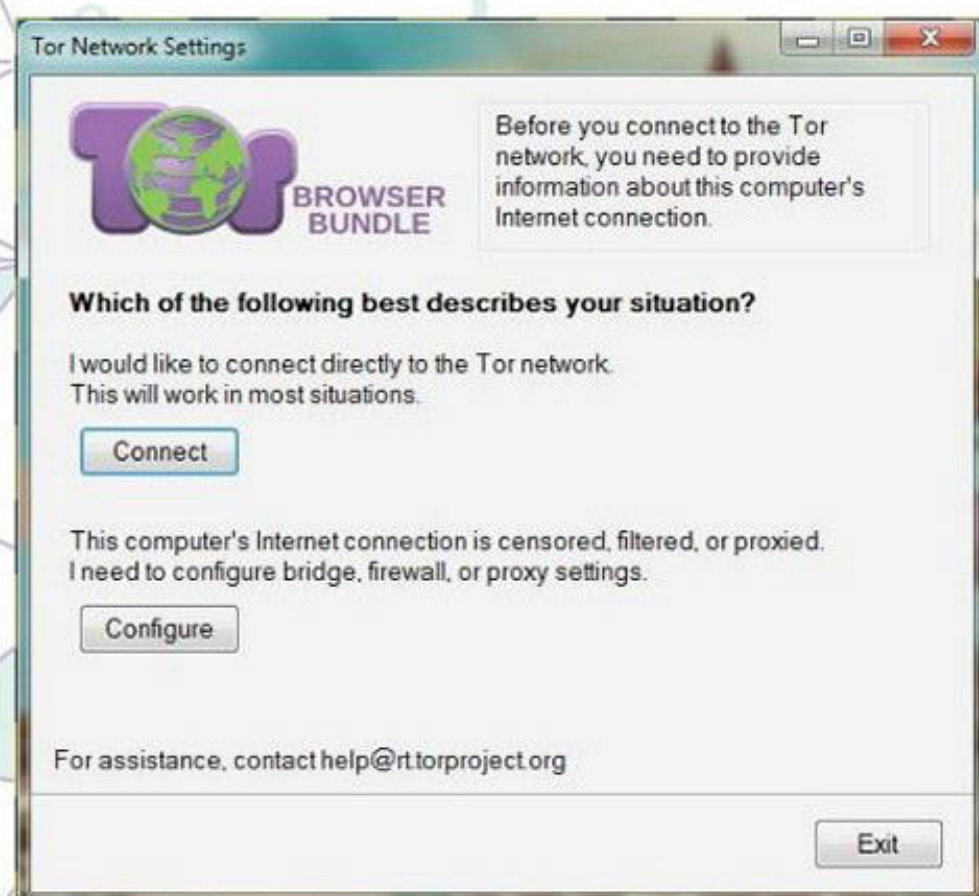 Tor Network Settings
Tor
BROWSER
BUNDLE
Before you connect to the Tor
network, you need to provide
information about this computer's
Internet connection.
Which of the following best describes your situation?
I would like to connect directly to the Tor network.
This will work in most situations.
Connect
This computer's Internet connection is censored, filtered, or proxied.
I need to configure bridge, firewall, or proxy settings.
Configure
For assistance, contact help@rt.torproject.org
Exit